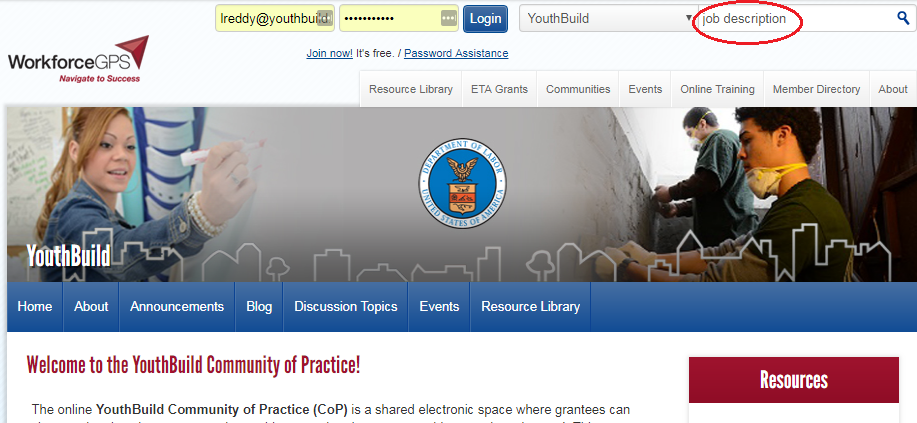 lreddy@youthbuild ••••••••••• Login YouthBuild job description
Join now! It's free. / Password Assistance
WorkforceGPS
Navigate to Success
Resource Library ETA Grants Communities Events Online Training Member Directory About
DEPARTMENT OF LABOR
UNITED STATES OF AMERICA
YouthBuild
Home About Announcements Blog Discussion Topics Events Resource Library
Welcome to the YouthBuild Community of Practice!
Resources
The online YouthBuild Community of Practice (CoP) is a shared electronic space where grantees can